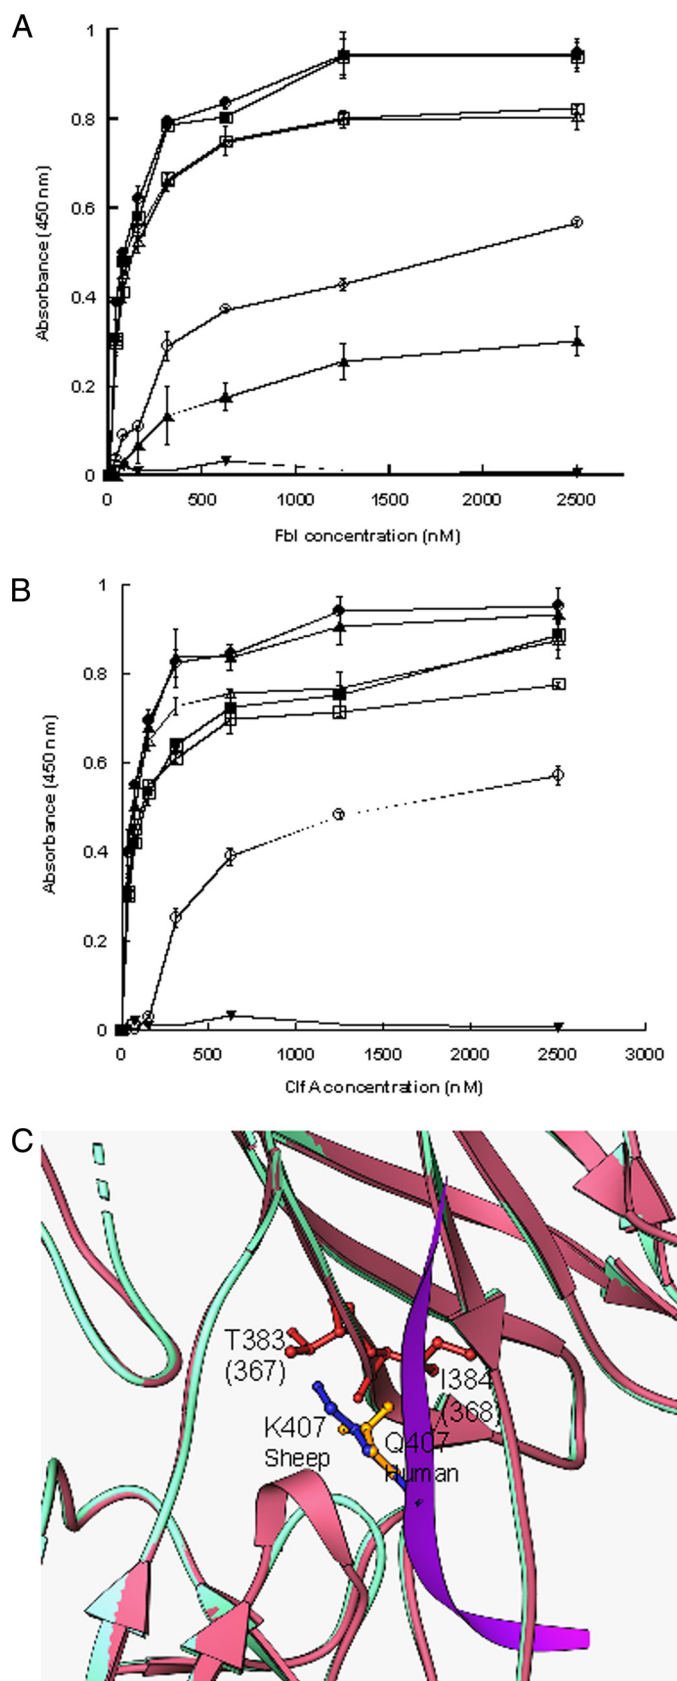 A
1
0.8
0.6
0.4
0.2
0
Absorbance (450 nm)
0 500 1000 1500 2000 2500
Fbl concentration (nM)
B
1
0.8
0.6
0.4
0.2
0
Absorbance (450 nm)
0 500 1000 1500 2000 2500 3000
ClfA concentration (nM)
C
T383
(367)
I384
(368)
K407
Sheep
Q407
Human